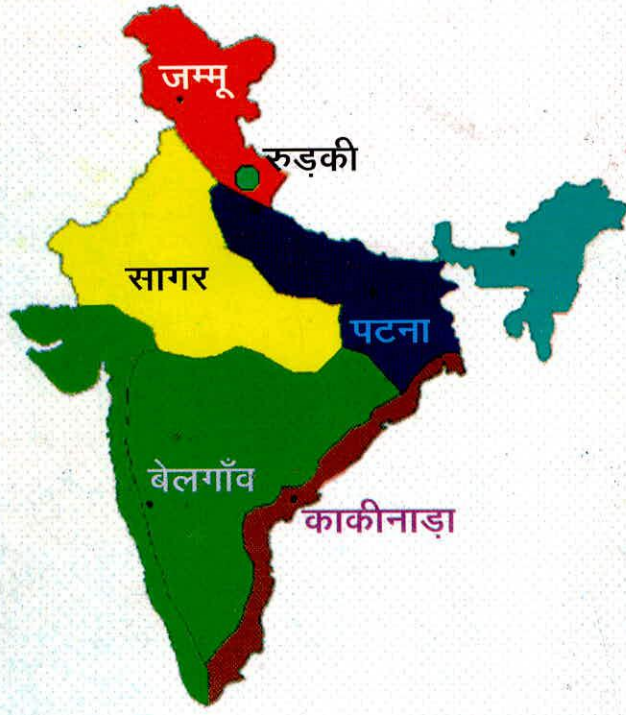 जम्मू
रुड़की
सागर
पटना
बेलगाँव
काकीनाड़ा